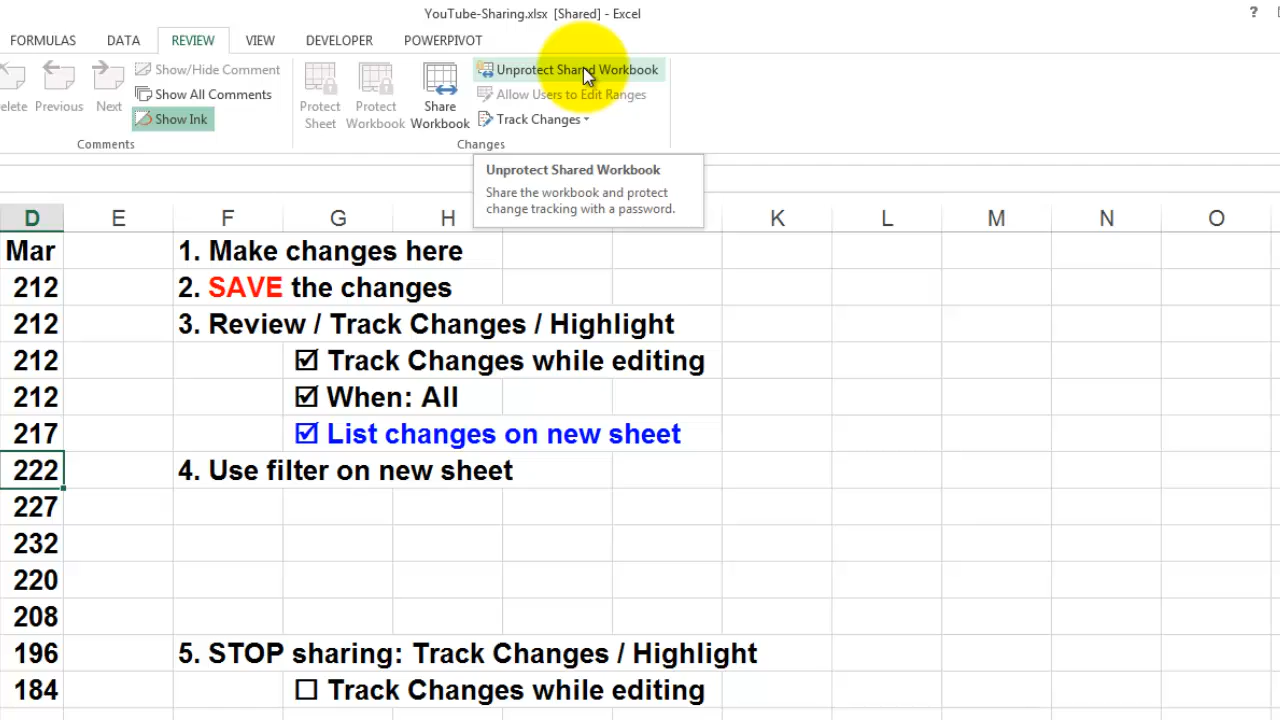 YouTube-Sharing.xlsx [Shared] - Excel ?
FORMULAS DATA REVIEW VIEW DEVELOPER POWERPIVOT
Show/Hide Comment
Show All Comments
Show Ink
elete Previous Next
Comments
Protect Sheet
Protect Workbook
Share Workbook
Unprotect Shared Workbook
Allow Users to Edit Ranges
Track Changes
Changes
Unprotect Shared Workbook
Share the workbook and protect
change tracking with a password.
D E F G H K L M N O
Mar 1. Make changes here
212 2. SAVE the changes
212 3. Review / Track Changes / Highlight
212 ☑ Track Changes while editing
212 ☑ When: All
217 ☑ List changes on new sheet
222 4. Use filter on new sheet
227
232
220
208
196 5. STOP sharing: Track Changes / Highlight
184 ☐ Track Changes while editing